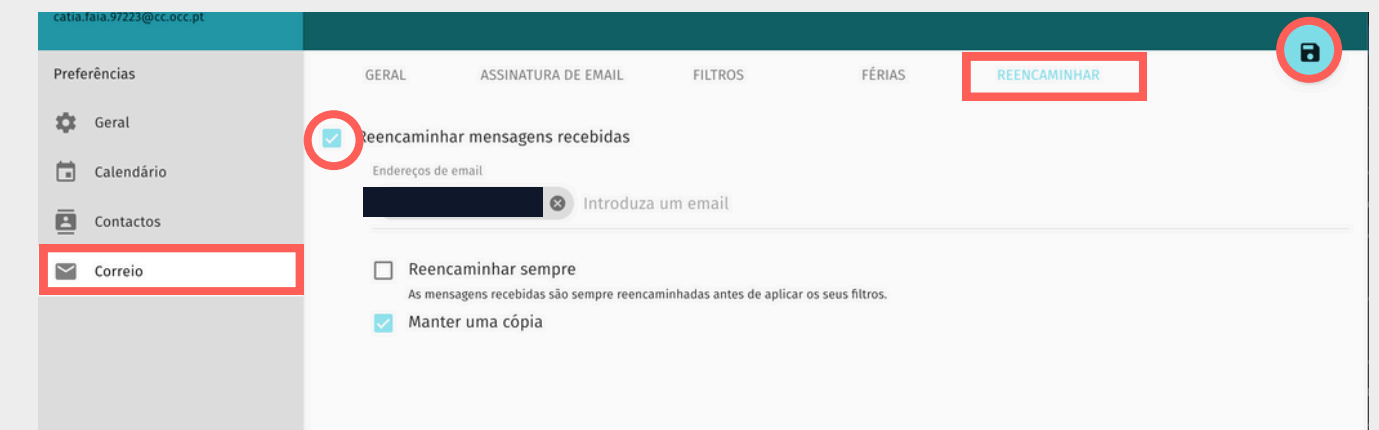 catia.faia.97223@cc.occ.pt
Preferências
GERAL
ASSINATURA DE EMAIL
FILTROS
FÉRIAS
REENCAMINHAR
Geral
Calendário
Contactos
Correio
Reencaminhar mensagens recebidas
Endereços de email
Introduza um email
Reencaminhar sempre
As mensagens recebidas são sempre reencaminhadas antes de aplicar os seus filtros.
Manter uma cópia